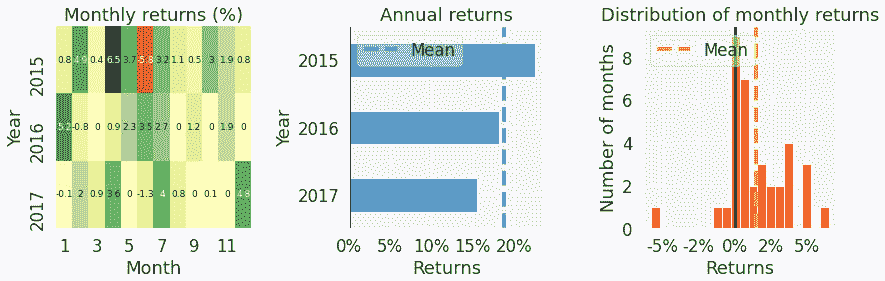 Monthly returns (%)
Year
2015
0.8 4.9 0.4 6.5 3.7 -5.3 3.2 1.1 0.5 3 1.9 0.8
2016
5.2 -0.8 0 0.9 2.3 3.5 2.7 0 1.2 0 1.9 0
2017
-0.1 2 0.9 3.6 0 -1.3 4 0.8 0 0.1 0 4.8
1 3 5 7 9 11
Month
Annual returns
Mean
Year
2015
2016
2017
0% 5% 10% 15% 20%
Returns
Distribution of monthly returns
Mean
Number of months
8
6
4
2
0
-5% -2% 0% 2% 5%
Returns